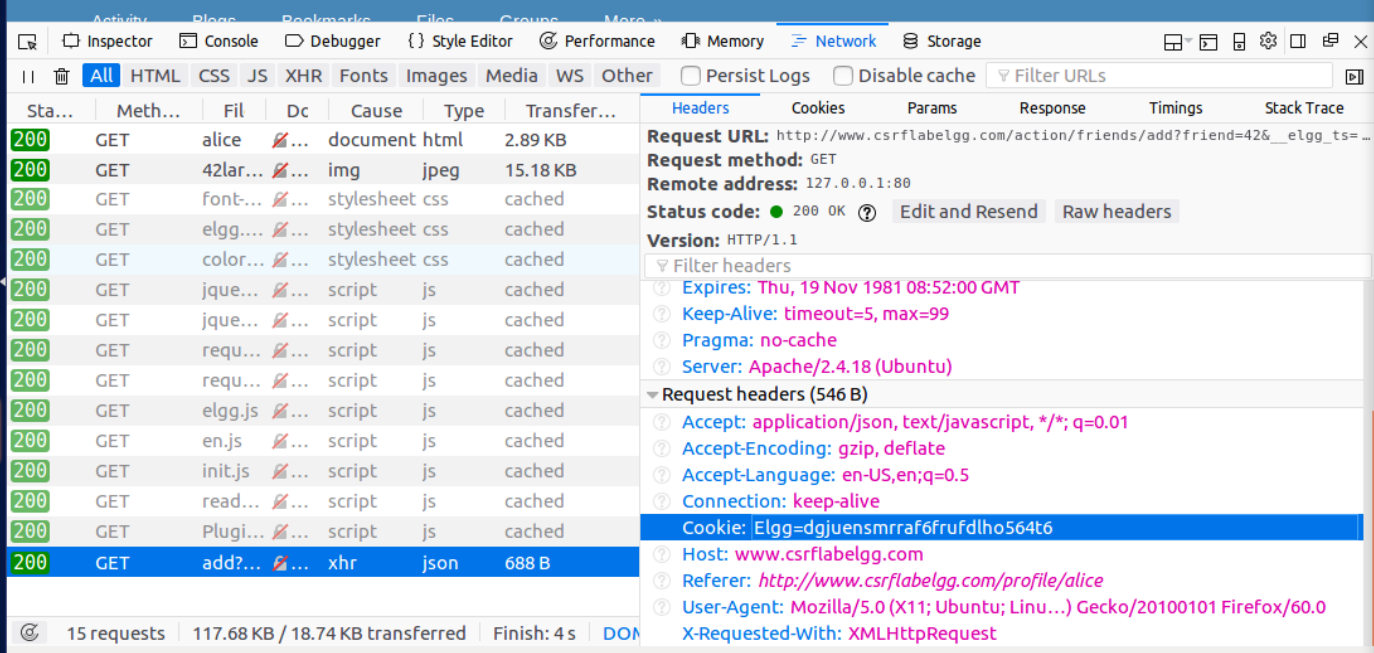 Activity Blogs Bookmarks Files Groups More »
Inspector Console Debugger {} Style Editor Performance Memory Network Storage
All HTML CSS JS XHR Fonts Images Media WS Other Persist Logs Disable cache Filter URLs
Sta... Meth... Fil Dc Cause Type Transfer...
200 GET alice ... document html 2.89 KB
200 GET 42lar... ... img jpeg 15.18 KB
200 GET font-... ... stylesheet css cached
200 GET elgg.... ... stylesheet css cached
200 GET color... ... stylesheet css cached
200 GET jque... ... script js cached
200 GET jque... ... script js cached
200 GET requ... ... script js cached
200 GET requ... ... script js cached
200 GET elgg.js ... script js cached
200 GET en.js ... script js cached
200 GET init.js ... script js cached
200 GET read... ... script js cached
200 GET Plugi... ... script js cached
200 GET add?... ... xhr json 688 B
15 requests 117.68 KB / 18.74 KB transferred Finish: 4 s DOM
Headers Cookies Params Response Timings Stack Trace
Request URL: http://www.csrflabelgg.com/action/friends/add?friend=42&__elgg_ts= ...
Request method: GET
Remote address: 127.0.0.1:80
Status code: 200 OK ? Edit and Resend Raw headers
Version: HTTP/1.1
Filter headers
? Expires: Thu, 19 Nov 1981 08:52:00 GMT
? Keep-Alive: timeout=5, max=99
? Pragma: no-cache
? Server: Apache/2.4.18 (Ubuntu)
Request headers (546 B)
? Accept: application/json, text/javascript, */*; q=0.01
? Accept-Encoding: gzip, deflate
? Accept-Language: en-US,en;q=0.5
? Connection: keep-alive
Cookie: Elgg=dgjuensmrraf6frufdlho564t6
? Host: www.csrflabelgg.com
? Referer: http://www.csrflabelgg.com/profile/alice
? User-Agent: Mozilla/5.0 (X11; Ubuntu; Linu...) Gecko/20100101 Firefox/60.0
X-Requested-With: XMLHttpRequest